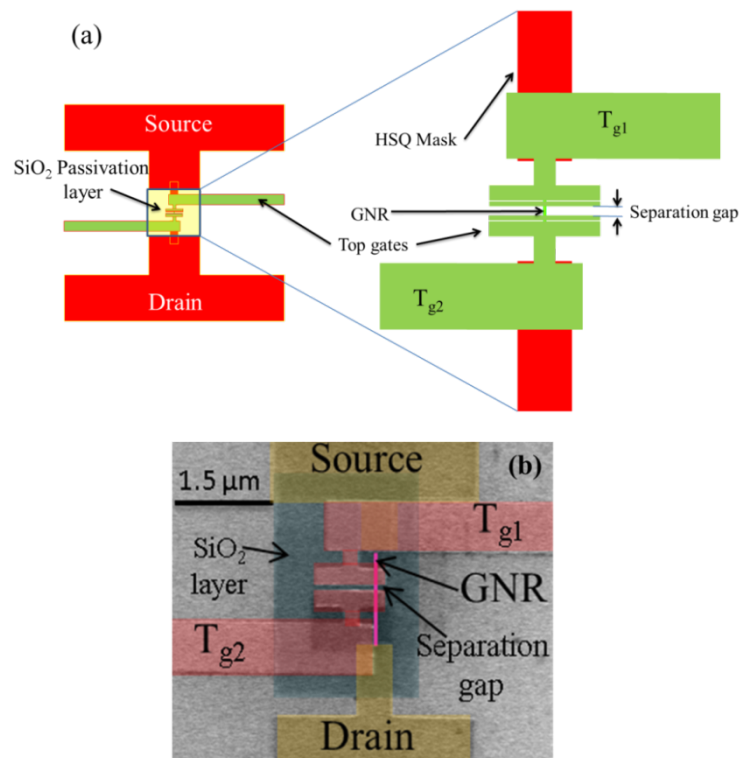 (a)
Source
SiO2 Passivation
layer
Drain
HSQ Mask
Tg1
GNR
Separation gap
Top gates
Tg2
(b)
Source
1.5 μm
Tg1
SiO2
layer
GNR
Tg2
Separation
gap
Drain